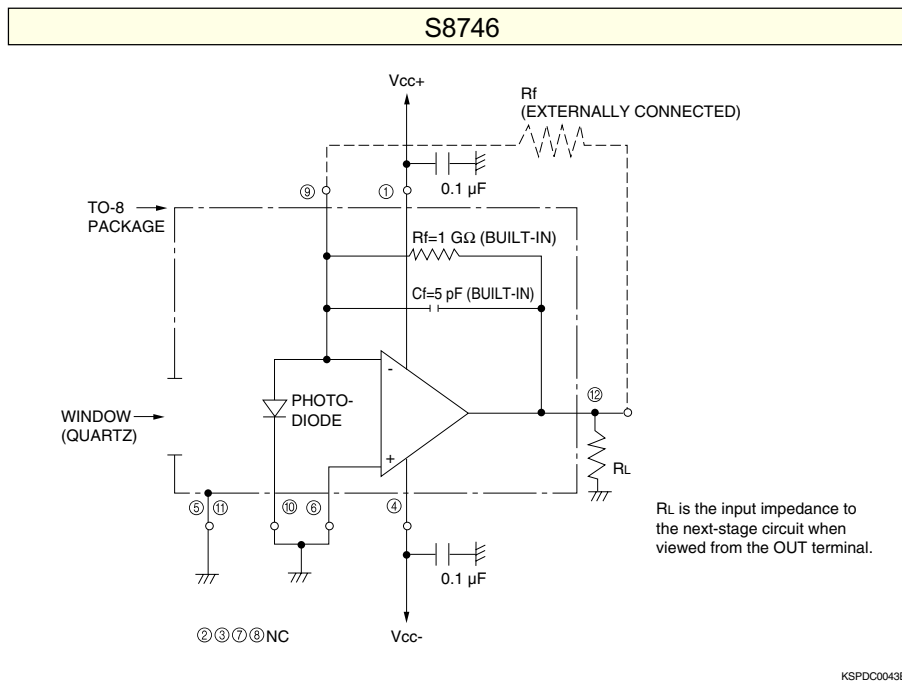 S8746
Vcc+
Rf
(EXTERNALLY CONNECTED)
0.1 µF
⑨
①
TO-8
PACKAGE
Rf=1 GΩ (BUILT-IN)
Cf=5 pF (BUILT-IN)
-
PHOTO-
DIODE
⑫
WINDOW
(QUARTZ)
+
RL
⑤ ⑪
⑩
⑥
④
RL is the input impedance to
the next-stage circuit when
viewed from the OUT terminal.
0.1 µF
②③⑦⑧NC
Vcc-